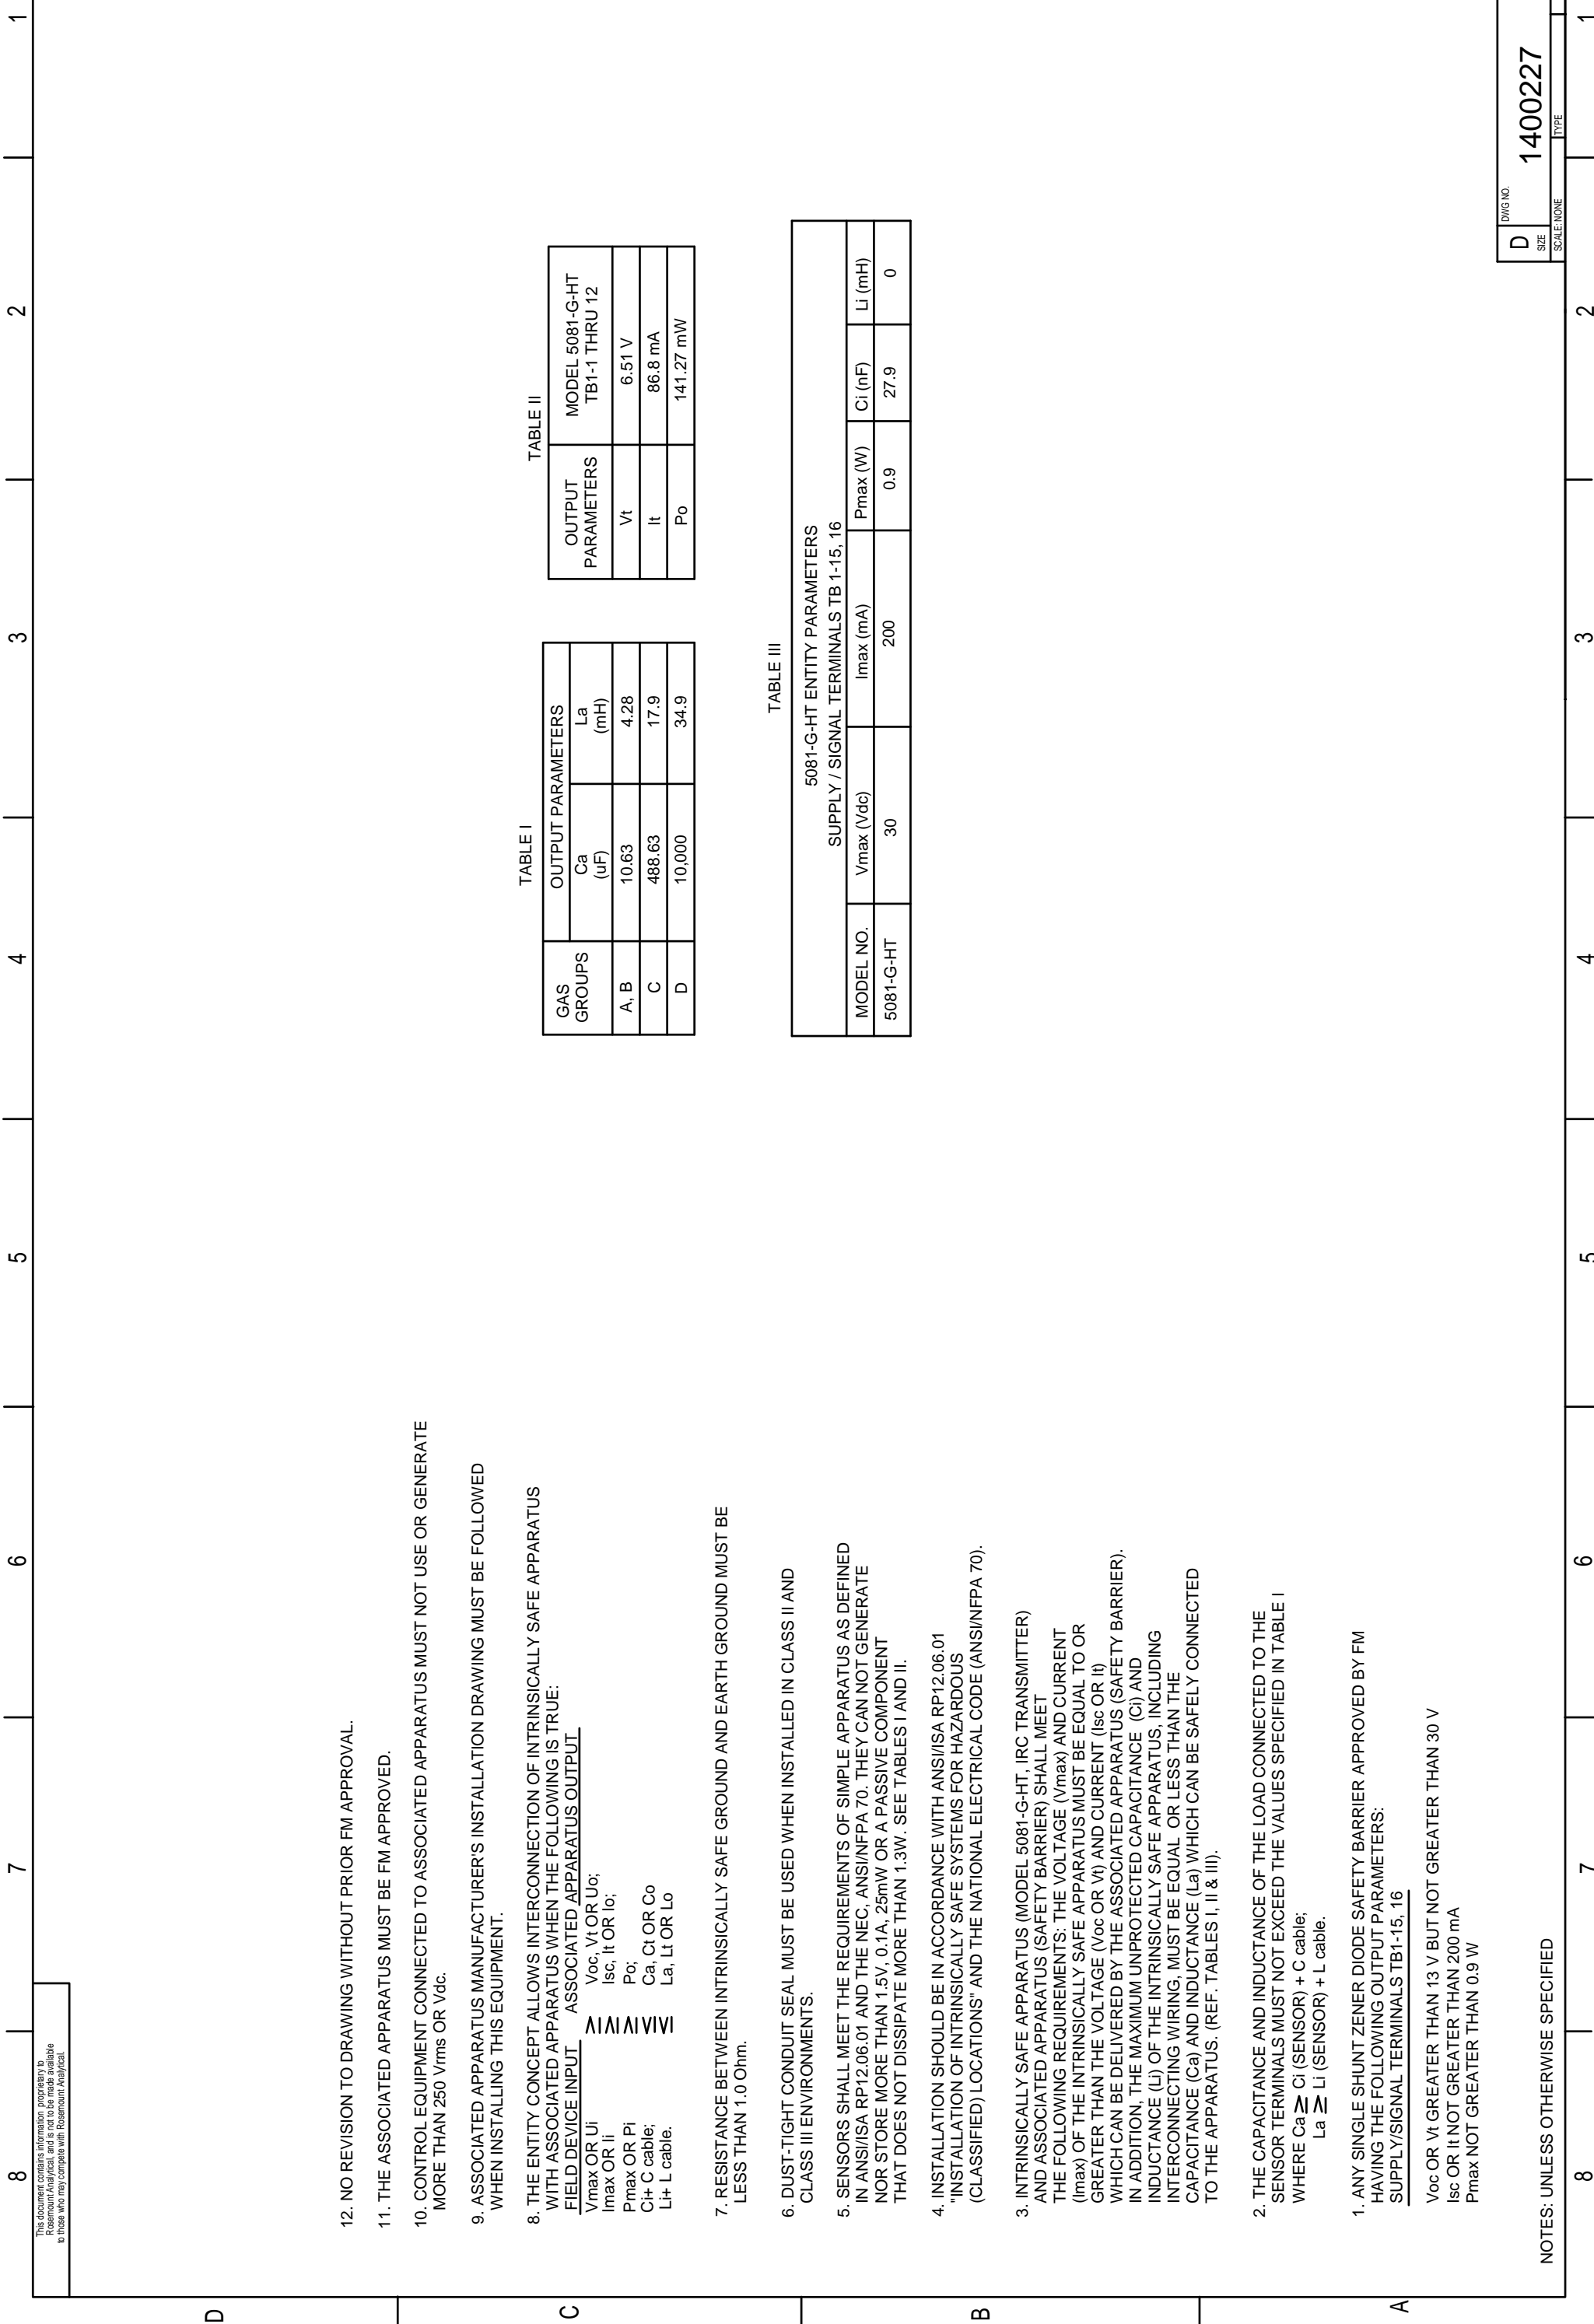 8 7 6 5 4 3 2 1
This document contains information proprietary to
Rosemount Analytical, and is not to be made available
to those who may compete with Rosemount Analytical.
D
C
B
A
12. NO REVISION TO DRAWING WITHOUT PRIOR FM APPROVAL.
11. THE ASSOCIATED APPARATUS MUST BE FM APPROVED.
10. CONTROL EQUIPMENT CONNECTED TO ASSOCIATED APPARATUS MUST NOT USE OR GENERATE
MORE THAN 250 Vrms OR Vdc.
9. ASSOCIATED APPARATUS MANUFACTURER'S INSTALLATION DRAWING MUST BE FOLLOWED
WHEN INSTALLING THIS EQUIPMENT.
8. THE ENTITY CONCEPT ALLOWS INTERCONNECTION OF INTRINSICALLY SAFE APPARATUS
WITH ASSOCIATED APPARATUS WHEN THE FOLLOWING IS TRUE:
FIELD DEVICE INPUT ASSOCIATED APPARATUS OUTPUT
Vmax OR Ui ≥ Voc, Vt OR Uo;
Imax OR Ii ≥ Isc, It OR Io;
Pmax OR Pi ≥ Po;
Ci+ C cable; ≤ Ca, Ct OR Co
Li+ L cable. ≤ La, Lt OR Lo
7. RESISTANCE BETWEEN INTRINSICALLY SAFE GROUND AND EARTH GROUND MUST BE
LESS THAN 1.0 Ohm.
6. DUST-TIGHT CONDUIT SEAL MUST BE USED WHEN INSTALLED IN CLASS II AND
CLASS III ENVIRONMENTS.
5. SENSORS SHALL MEET THE REQUIREMENTS OF SIMPLE APPARATUS AS DEFINED
IN ANSI/ISA RP12.06.01 AND THE NEC, ANSI/NFPA 70. THEY CAN NOT GENERATE
NOR STORE MORE THAN 1.5V, 0.1A, 25mW OR A PASSIVE COMPONENT
THAT DOES NOT DISSIPATE MORE THAN 1.3W. SEE TABLES I AND II.
4. INSTALLATION SHOULD BE IN ACCORDANCE WITH ANSI/ISA RP12.06.01
"INSTALLATION OF INTRINSICALLY SAFE SYSTEMS FOR HAZARDOUS
(CLASSIFIED) LOCATIONS" AND THE NATIONAL ELECTRICAL CODE (ANSI/NFPA 70).
3. INTRINSICALLY SAFE APPARATUS (MODEL 5081-G-HT, IRC TRANSMITTER)
AND ASSOCIATED APPARATUS (SAFETY BARRIER) SHALL MEET
THE FOLLOWING REQUIREMENTS: THE VOLTAGE (Vmax) AND CURRENT
(Imax) OF THE INTRINSICALLY SAFE APPARATUS MUST BE EQUAL TO OR
GREATER THAN THE VOLTAGE (Voc OR Vt) AND CURRENT (Isc OR It)
WHICH CAN BE DELIVERED BY THE ASSOCIATED APPARATUS (SAFETY BARRIER).
IN ADDITION, THE MAXIMUM UNPROTECTED CAPACITANCE (Ci) AND
INDUCTANCE (Li) OF THE INTRINSICALLY SAFE APPARATUS, INCLUDING
INTERCONNECTING WIRING, MUST BE EQUAL OR LESS THAN THE
CAPACITANCE (Ca) AND INDUCTANCE (La) WHICH CAN BE SAFELY CONNECTED
TO THE APPARATUS. (REF. TABLES I, II & III).
2. THE CAPACITANCE AND INDUCTANCE OF THE LOAD CONNECTED TO THE
SENSOR TERMINALS MUST NOT EXCEED THE VALUES SPECIFIED IN TABLE I
WHERE Ca ≥ Ci (SENSOR) + C cable;
La ≥ Li (SENSOR) + L cable.
1. ANY SINGLE SHUNT ZENER DIODE SAFETY BARRIER APPROVED BY FM
HAVING THE FOLLOWING OUTPUT PARAMETERS:
SUPPLY/SIGNAL TERMINALS TB1-15, 16
Voc OR Vt GREATER THAN 13 V BUT NOT GREATER THAN 30 V
Isc OR It NOT GREATER THAN 200 mA
Pmax NOT GREATER THAN 0.9 W
NOTES: UNLESS OTHERWISE SPECIFIED
TABLE I
GAS GROUPS OUTPUT PARAMETERS
Ca (uF) La (mH)
A, B 10.63 4.28
C 488.63 17.9
D 10,000 34.9
TABLE II
OUTPUT PARAMETERS MODEL 5081-G-HT TB1-1 THRU 12
Vt 6.51 V
It 86.8 mA
Po 141.27 mW
TABLE III
5081-G-HT ENTITY PARAMETERS
SUPPLY / SIGNAL TERMINALS TB 1-15, 16
MODEL NO. Vmax (Vdc) Imax (mA) Pmax (W) Ci (nF) Li (mH)
5081-G-HT 30 200 0.9 27.9 0
D
SIZE
DWG NO.
1400227
SCALE: NONE
TYPE
8 7 6 5 4 3 2 1